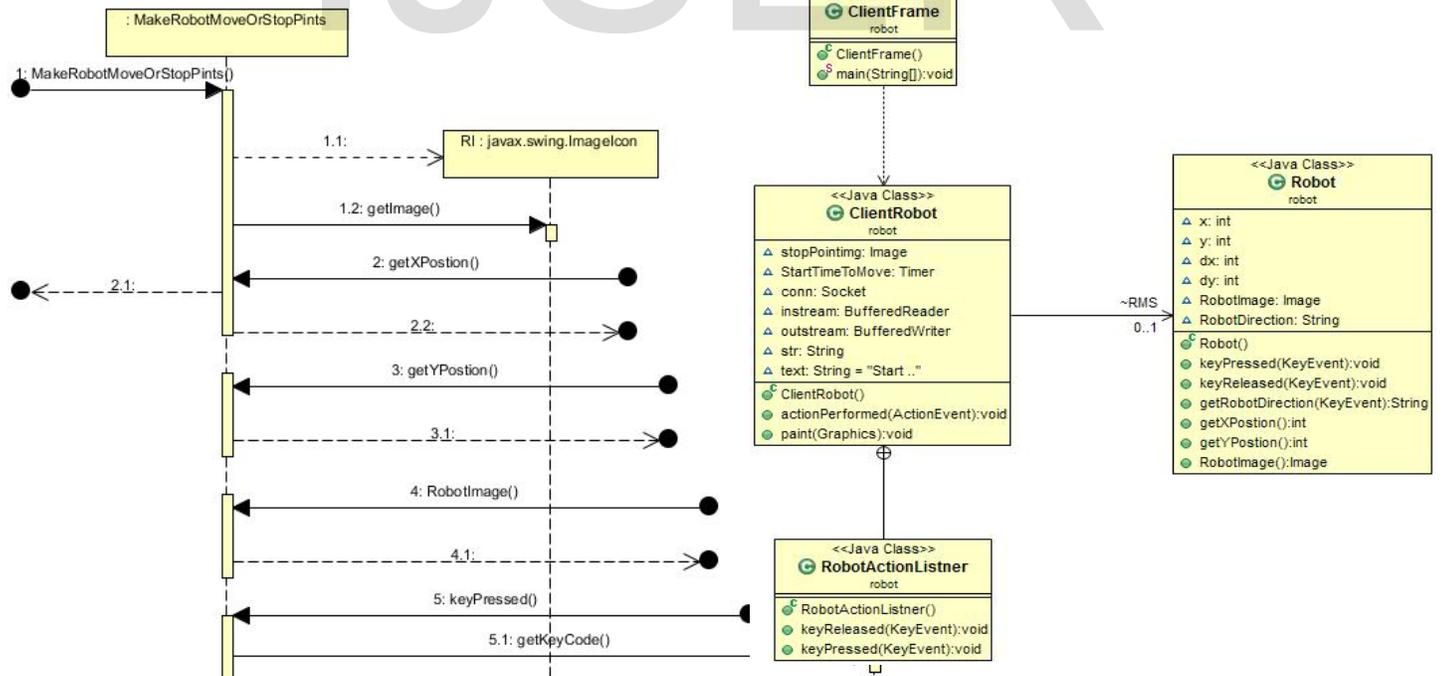 : MakeRobotMoveOrStopPints
1: MakeRobotMoveOrStopPints()
1.1:
RI : javax.swing.ImageIcon
1.2: getImage()
2: getXPostion()
2.1:
2.2:
3: getYPostion()
3.1:
4: RobotImage()
4.1:
5: keyPressed()
5.1: getKeyCode()
ClientFrame
robot
ClientFrame()
main(String[]):void
<<Java Class>>
ClientRobot
robot
stopPointimg: Image
StartTimeToMove: Timer
conn: Socket
instream: BufferedReader
outstream: BufferedWriter
str: String
text: String = "Start .."
ClientRobot()
actionPerformed(ActionEvent):void
paint(Graphics):void
~RMS
0..1
<<Java Class>>
Robot
robot
x: int
y: int
dx: int
dy: int
RobotImage: Image
RobotDirection: String
Robot()
keyPressed(KeyEvent):void
keyReleased(KeyEvent):void
getRobotDirection(KeyEvent):String
getXPostion():int
getYPostion():int
RobotImage():Image
<<Java Class>>
RobotActionListner
robot
RobotActionListner()
keyReleased(KeyEvent):void
keyPressed(KeyEvent):void